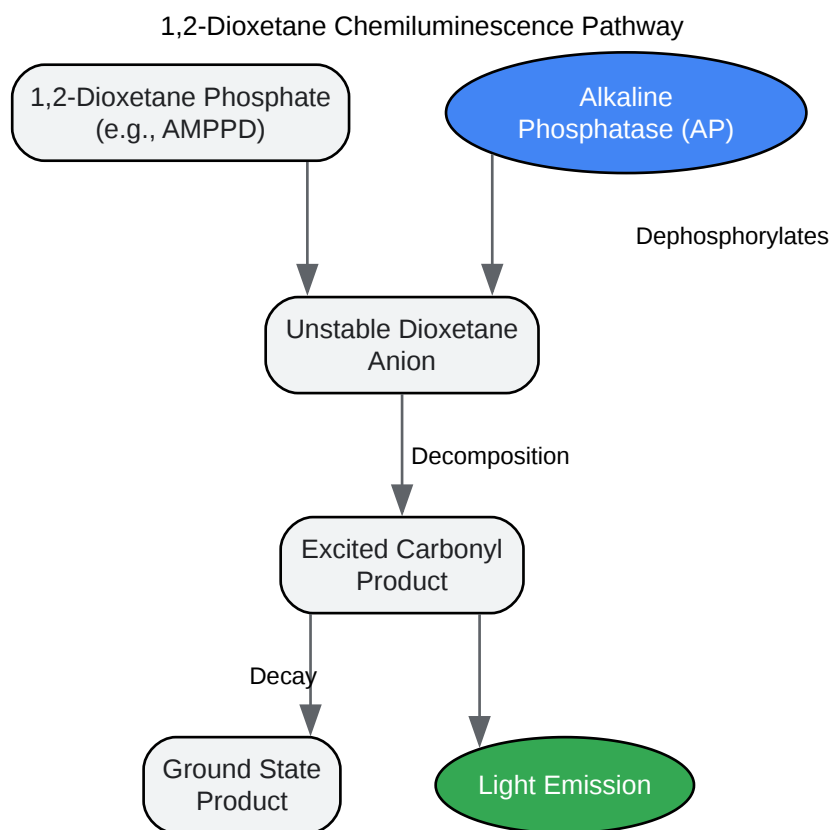 1,2-Dioxetane Chemiluminescence Pathway
1,2-Dioxetane Phosphate
(e.g., AMPPD)
Alkaline
Phosphatase (AP)
Dephosphorylates
Unstable Dioxetane
Anion
Decomposition
Excited Carbonyl
Product
Decay
Ground State
Product
Light Emission